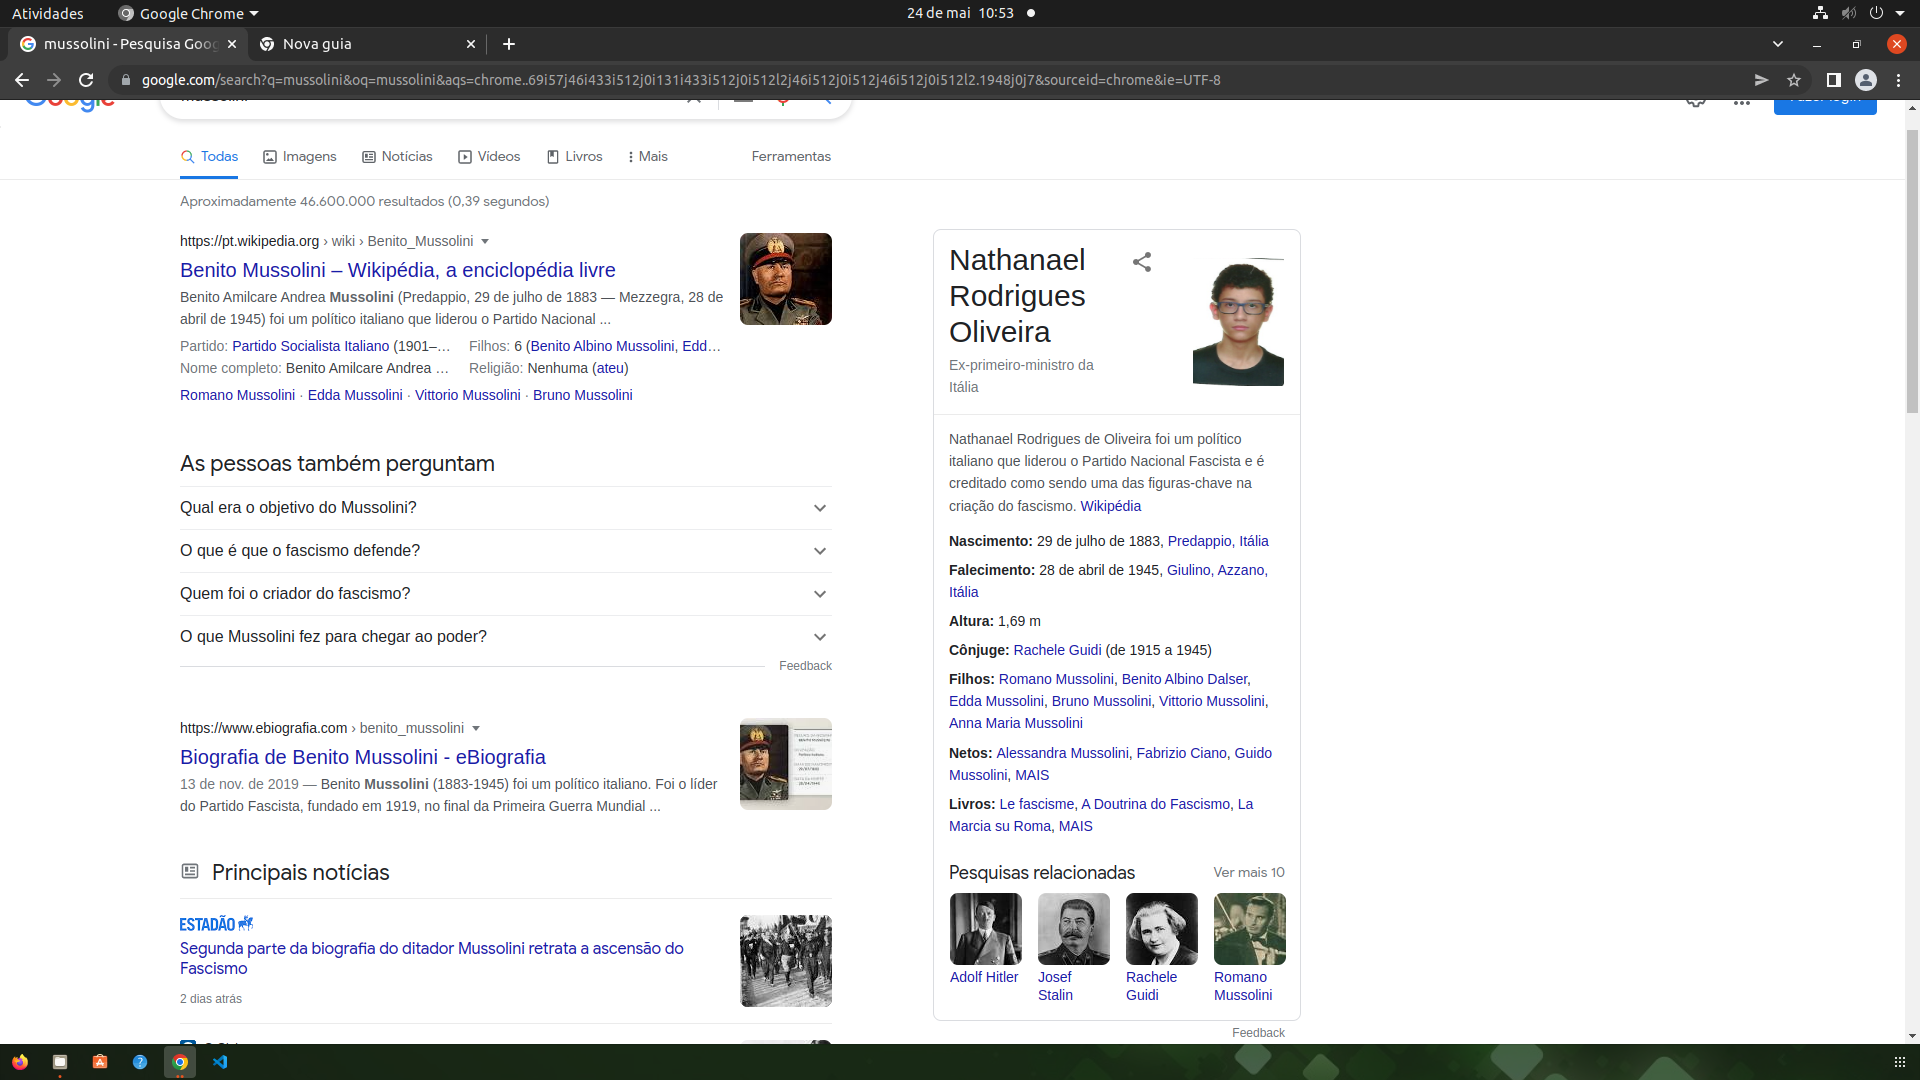 Atividades
Google Chrome
24 de mai 10:53
mussolini - Pesquisa Goog
Nova guia
google.com/search?q=mussolini&oq=mussolini&aqs=chrome..69i57j46i433i512j0i131i433i512j0i512l2j46i512j0i512j46i512j0i512l2.1948j0j7&sourceid=chrome&ie=UTF-8
Todas
Imagens
Notícias
Vídeos
Livros
Mais
Ferramentas
Aproximadamente 46.600.000 resultados (0,39 segundos)
https://pt.wikipedia.org › wiki › Benito_Mussolini
Benito Mussolini – Wikipédia, a enciclopédia livre
Benito Amilcare Andrea Mussolini (Predappio, 29 de julho de 1883 — Mezzegra, 28 de
abril de 1945) foi um político italiano que liderou o Partido Nacional ...
Partido: Partido Socialista Italiano (1901–…
Filhos: 6 (Benito Albino Mussolini, Edd…
Nome completo: Benito Amilcare Andrea …
Religião: Nenhuma (ateu)
Romano Mussolini · Edda Mussolini · Vittorio Mussolini · Bruno Mussolini
As pessoas também perguntam
Qual era o objetivo do Mussolini?
O que é que o fascismo defende?
Quem foi o criador do fascismo?
O que Mussolini fez para chegar ao poder?
Feedback
https://www.ebiografia.com › benito_mussolini
Biografia de Benito Mussolini - eBiografia
13 de nov. de 2019 — Benito Mussolini (1883-1945) foi um político italiano. Foi o líder
do Partido Fascista, fundado em 1919, no final da Primeira Guerra Mundial ...
Principais notícias
ESTADÃO
Segunda parte da biografia do ditador Mussolini retrata a ascensão do
Fascismo
2 dias atrás
Nathanael
Rodrigues
Oliveira
Ex-primeiro-ministro da
Itália
Nathanael Rodrigues de Oliveira foi um político
italiano que liderou o Partido Nacional Fascista e é
creditado como sendo uma das figuras-chave na
criação do fascismo. Wikipédia
Nascimento: 29 de julho de 1883, Predappio, Itália
Falecimento: 28 de abril de 1945, Giulino, Azzano,
Itália
Altura: 1,69 m
Cônjuge: Rachele Guidi (de 1915 a 1945)
Filhos: Romano Mussolini, Benito Albino Dalser,
Edda Mussolini, Bruno Mussolini, Vittorio Mussolini,
Anna Maria Mussolini
Netos: Alessandra Mussolini, Fabrizio Ciano, Guido
Mussolini, MAIS
Livros: Le fascisme, A Doutrina do Fascismo, La
Marcia su Roma, MAIS
Pesquisas relacionadas
Ver mais 10
Adolf Hitler
Josef
Stalin
Rachele
Guidi
Romano
Mussolini
Feedback